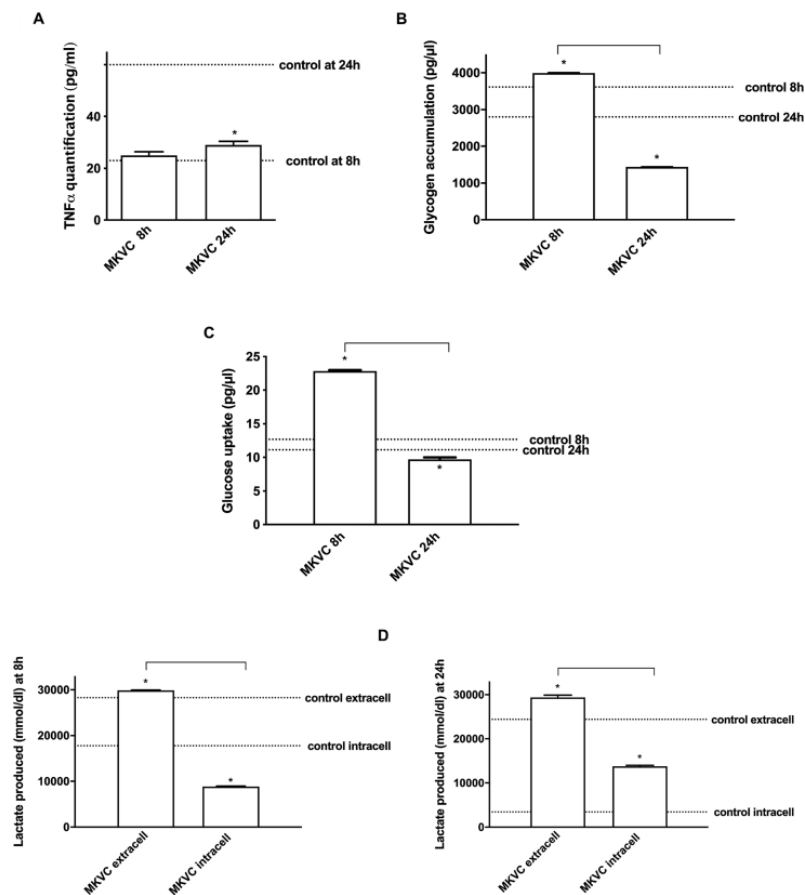 A
TNFα quantification (pg/ml)
40
20
0
control at 24h
*
control at 8h
MKVC 8h
MKVC 24h
B
Glycogen accumulation (pg/µl)
4000
3000
2000
1000
0
*
control 8h
control 24h
*
MKVC 8h
MKVC 24h
C
Glucose uptake (pg/µl)
25
20
15
10
5
0
*
control 8h
control 24h
*
MKVC 8h
MKVC 24h
D
Lactate produced (mmol/dl) at 8h
30000
20000
10000
0
*
control extracell
control intracell
*
MKVC extracell
MKVC intracell
Lactate produced (mmol/dl) at 24h
30000
20000
10000
0
*
control extracell
*
control intracell
MKVC extracell
MKVC intracell